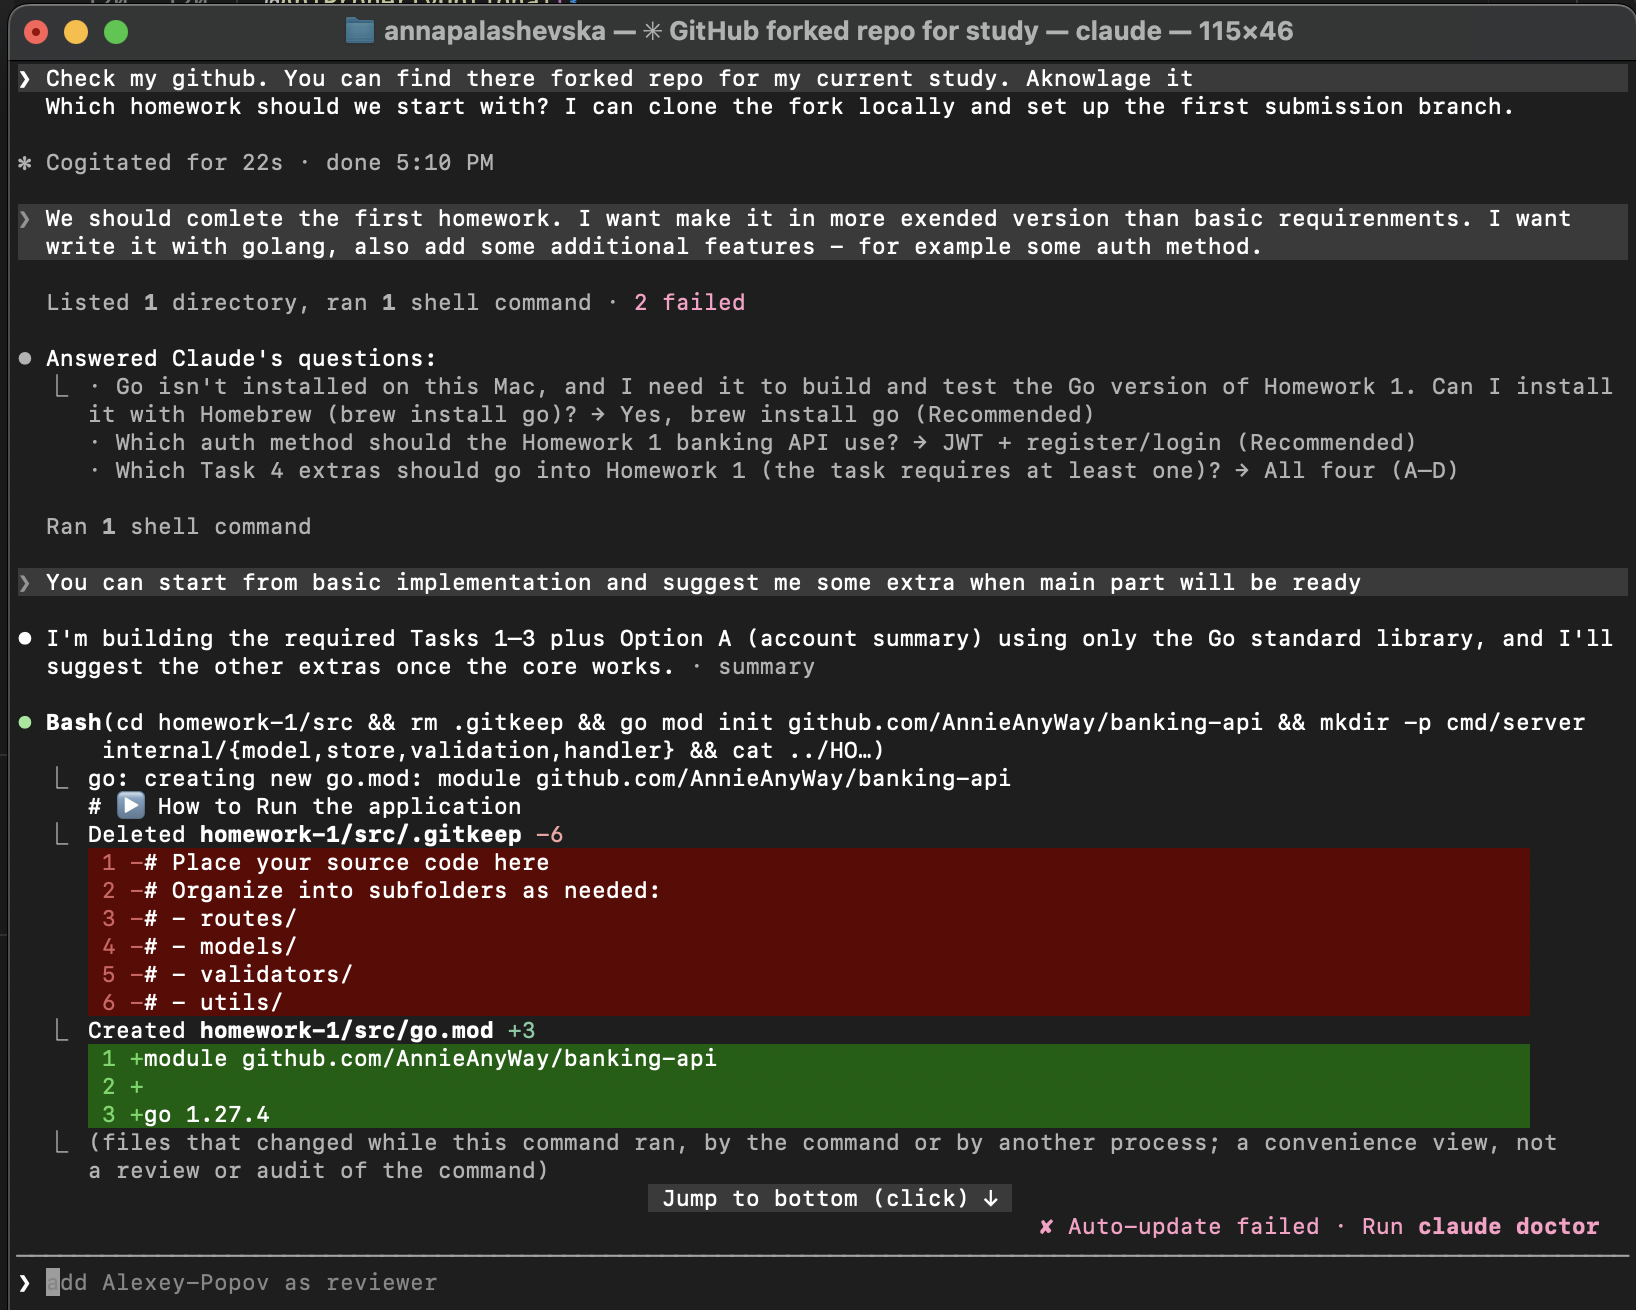 annapalashevska — ✳ GitHub forked repo for study — claude — 115×46
❯ Check my github. You can find there forked repo for my current study. Aknowlage it
Which homework should we start with? I can clone the fork locally and set up the first submission branch.
✻ Cogitated for 22s · done 5:10 PM
❯ We should comlete the first homework. I want make it in more exended version than basic requirenments. I want
write it with golang, also add some additional features – for example some auth method.
Listed 1 directory, ran 1 shell command · 2 failed
● Answered Claude's questions:
⎿ · Go isn't installed on this Mac, and I need it to build and test the Go version of Homework 1. Can I install
it with Homebrew (brew install go)? → Yes, brew install go (Recommended)
· Which auth method should the Homework 1 banking API use? → JWT + register/login (Recommended)
· Which Task 4 extras should go into Homework 1 (the task requires at least one)? → All four (A–D)
Ran 1 shell command
❯ You can start from basic implementation and suggest me some extra when main part will be ready
● I'm building the required Tasks 1–3 plus Option A (account summary) using only the Go standard library, and I'll
suggest the other extras once the core works. · summary
● Bash(cd homework-1/src && rm .gitkeep && go mod init github.com/AnnieAnyWay/banking-api && mkdir -p cmd/server
internal/{model,store,validation,handler} && cat ../HO…)
⎿ go: creating new go.mod: module github.com/AnnieAnyWay/banking-api
# ▶️ How to Run the application
⎿ Deleted homework-1/src/.gitkeep -6
1 -# Place your source code here
2 -# Organize into subfolders as needed:
3 -# - routes/
4 -# - models/
5 -# - validators/
6 -# - utils/
⎿ Created homework-1/src/go.mod +3
1 +module github.com/AnnieAnyWay/banking-api
2 +
3 +go 1.27.4
⎿ (files that changed while this command ran, by the command or by another process; a convenience view, not
a review or audit of the command)
Jump to bottom (click) ↓
✘ Auto-update failed · Run claude doctor
❯ add Alexey-Popov as reviewer